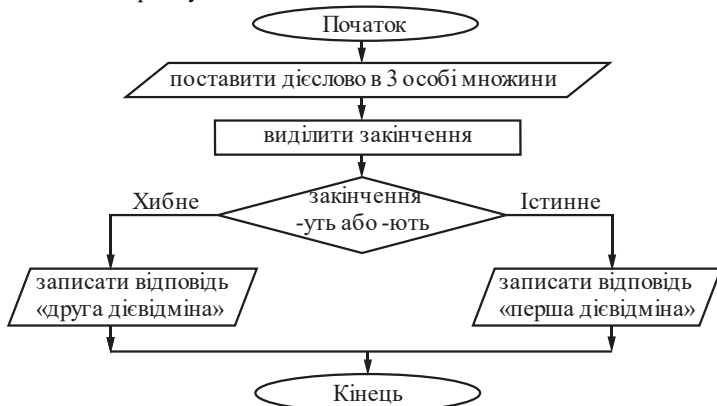 Початок
поставити дієслово в 3 особі множини
виділити закінчення
закінчення
-уть або -ють
Хибне
Істинне
записати відповідь
«друга дієвідміна»
записати відповідь
«перша дієвідміна»
Кінець